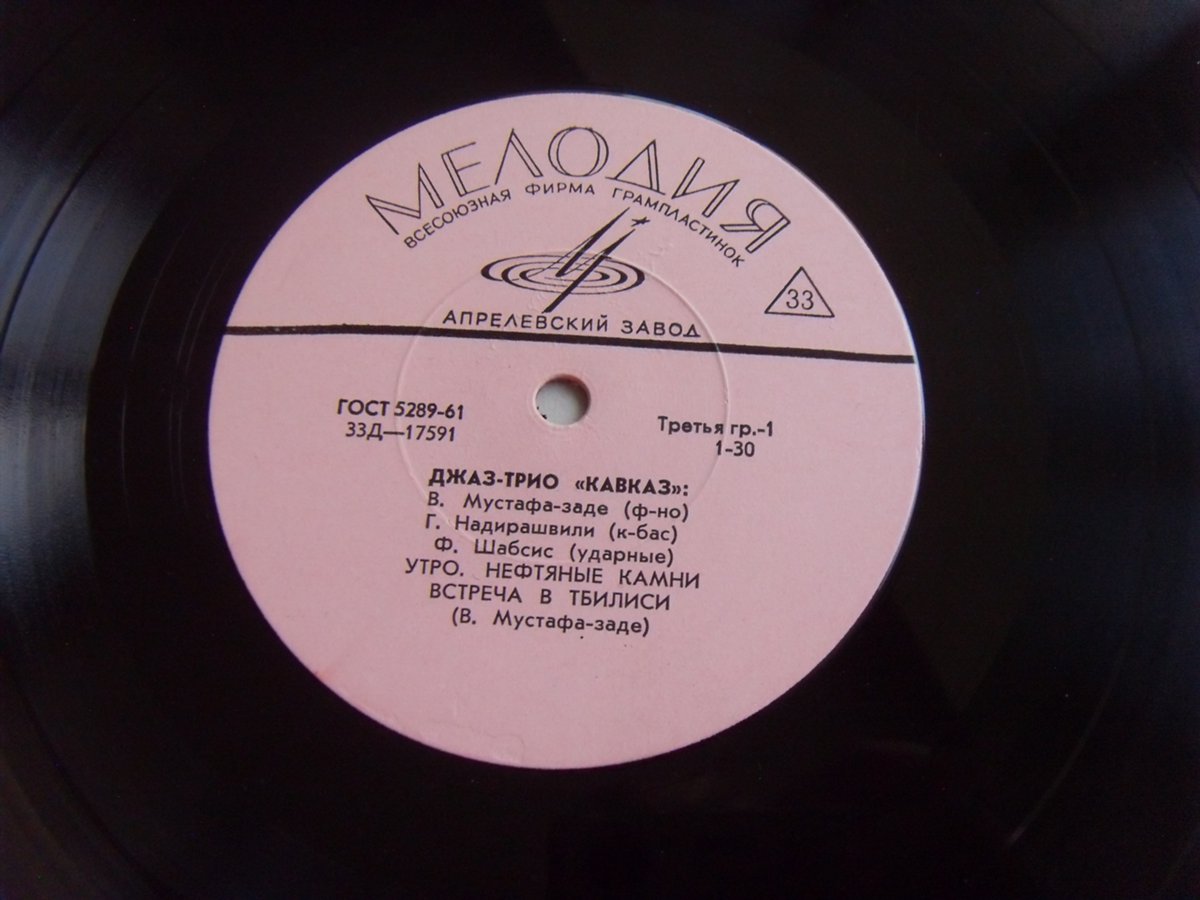 МЕЛОДИЯ
ВСЕСОЮЗНАЯ ФИРМА ГРАМПЛАСТИНОК
33
АПРЕЛЕВСКИЙ ЗАВОД
ГОСТ 5289-61
33Д—17591
Третья гр.-1
1-30
ДЖАЗ-ТРИО «КАВКАЗ»:
В. Мустафа-заде (ф-но)
Г. Надирашвили (к-бас)
Ф. Шабсис (ударные)
УТРО. НЕФТЯНЫЕ КАМНИ
ВСТРЕЧА В ТБИЛИСИ
(В. Мустафа-заде)